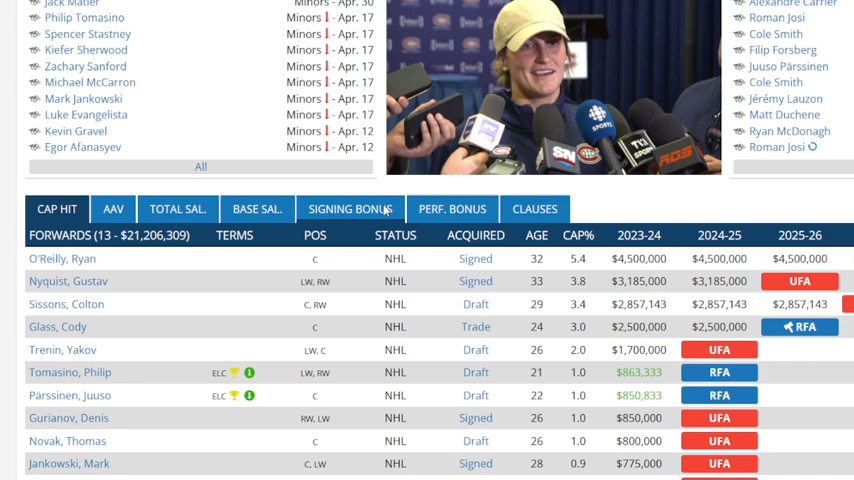 Jack Matier Minors - Apr. 30
Philip Tomasino Minors - Apr. 17
Spencer Stastney Minors - Apr. 17
Kiefer Sherwood Minors - Apr. 17
Zachary Sanford Minors - Apr. 17
Michael McCarron Minors - Apr. 17
Mark Jankowski Minors - Apr. 17
Luke Evangelista Minors - Apr. 17
Kevin Gravel Minors - Apr. 12
Egor Afanasyev Minors - Apr. 12
All
SPORTS
SN
TVA
SPORTS
RDS
Alexandre Carrier
Roman Josi
Cole Smith
Filip Forsberg
Juuso Pärssinen
Cole Smith
Jérémy Lauzon
Matt Duchene
Ryan McDonagh
Roman Josi
CAP HIT AAV TOTAL SAL. BASE SAL. SIGNING BONUS PERF. BONUS CLAUSES
FORWARDS (13 - $21,206,309) TERMS POS STATUS ACQUIRED AGE CAP% 2023-24 2024-25 2025-26
O'Reilly, Ryan C NHL Signed 32 5.4 $4,500,000 $4,500,000 $4,500,000
Nyquist, Gustav LW, RW NHL Signed 33 3.8 $3,185,000 $3,185,000 UFA
Sissons, Colton C, RW NHL Draft 29 3.4 $2,857,143 $2,857,143 $2,857,143
Glass, Cody C NHL Trade 24 3.0 $2,500,000 $2,500,000 RFA
Trenin, Yakov LW, C NHL Draft 26 2.0 $1,700,000 UFA
Tomasino, Philip ELC LW, RW NHL Draft 21 1.0 $863,333 RFA
Pärssinen, Juuso ELC C NHL Draft 22 1.0 $850,833 RFA
Gurianov, Denis RW, LW NHL Signed 26 1.0 $850,000 UFA
Novak, Thomas C NHL Draft 26 1.0 $800,000 UFA
Jankowski, Mark C, LW NHL Signed 28 0.9 $775,000 UFA